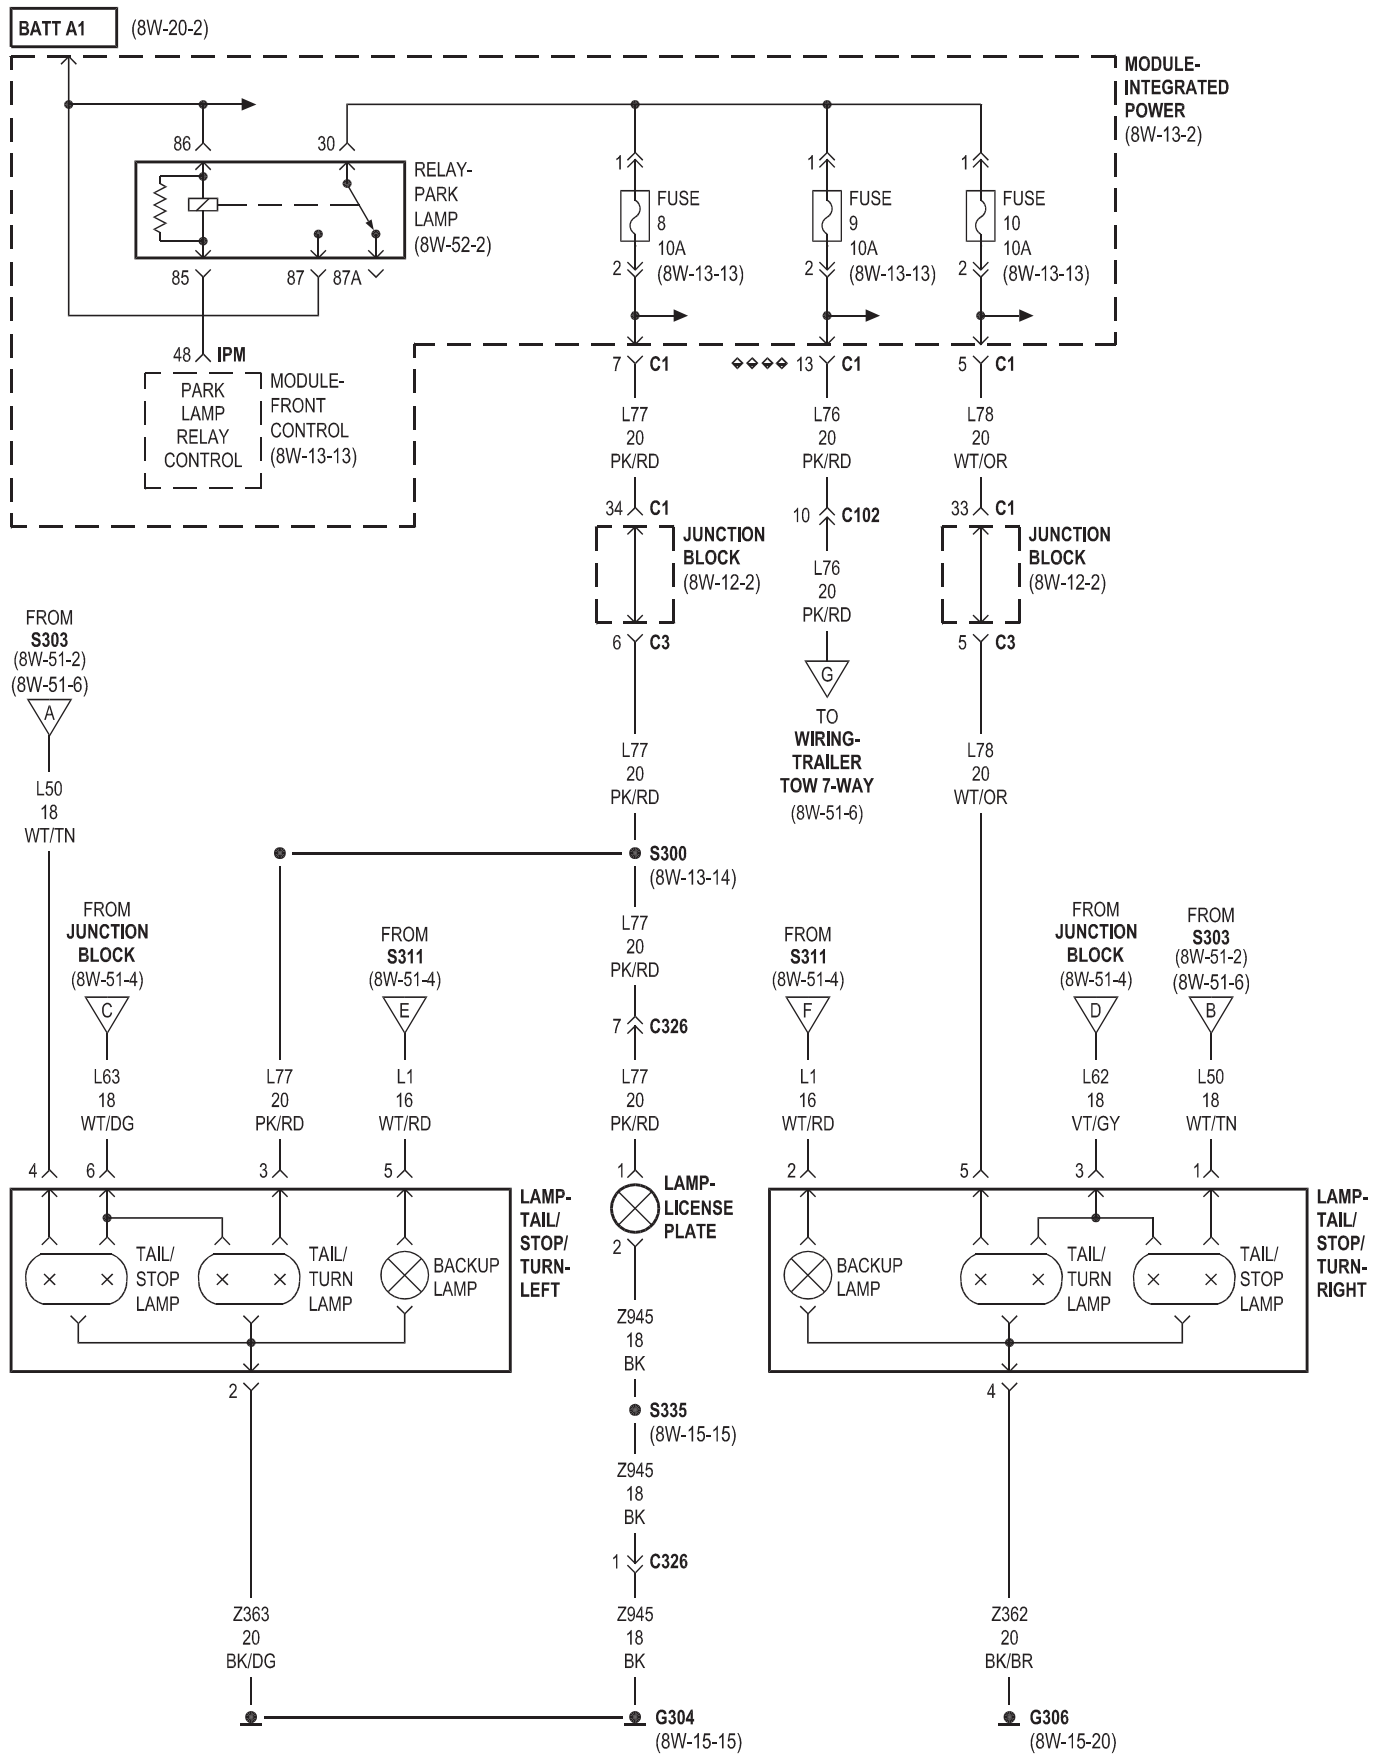 BATT A1 (8W-20-2)
MODULE-
INTEGRATED
POWER
(8W-13-2)
86 30
RELAY-
PARK
LAMP
(8W-52-2)
85 87 87A
1 FUSE
8
10A
2 (8W-13-13)
1 FUSE
9
10A
2 (8W-13-13)
1 FUSE
10
10A
2 (8W-13-13)
48 IPM
PARK
LAMP
RELAY
CONTROL
MODULE-
FRONT
CONTROL
(8W-13-13)
7 C1
13 C1
5 C1
L77
20
PK/RD
L76
20
PK/RD
L78
20
WT/OR
34 C1
10 C102
33 C1
JUNCTION
BLOCK
(8W-12-2)
L76
20
PK/RD
JUNCTION
BLOCK
(8W-12-2)
6 C3
5 C3
G
TO
WIRING-
TRAILER
TOW 7-WAY
(8W-51-6)
FROM
S303
(8W-51-2)
(8W-51-6)
A
L50
18
WT/TN
L77
20
PK/RD
L78
20
WT/OR
S300
(8W-13-14)
FROM
JUNCTION
BLOCK
(8W-51-4)
C
FROM
S311
(8W-51-4)
E
L77
20
PK/RD
7 C326
FROM
S311
(8W-51-4)
F
FROM
JUNCTION
BLOCK
(8W-51-4)
D
FROM
S303
(8W-51-2)
(8W-51-6)
B
L63
18
WT/DG
L77
20
PK/RD
L1
16
WT/RD
L77
20
PK/RD
L1
16
WT/RD
L62
18
VT/GY
L50
18
WT/TN
4 6 3 5 1 2 5 3 1
TAIL/
STOP
LAMP
TAIL/
TURN
LAMP
BACKUP
LAMP
LAMP-
TAIL/
STOP/
TURN-
LEFT
LAMP-
LICENSE
PLATE
2
BACKUP
LAMP
TAIL/
TURN
LAMP
TAIL/
STOP
LAMP
LAMP-
TAIL/
STOP/
TURN-
RIGHT
2
4
Z945
18
BK
S335
(8W-15-15)
Z945
18
BK
1 C326
Z363
20
BK/DG
Z945
18
BK
Z362
20
BK/BR
G304
(8W-15-15)
G306
(8W-15-20)